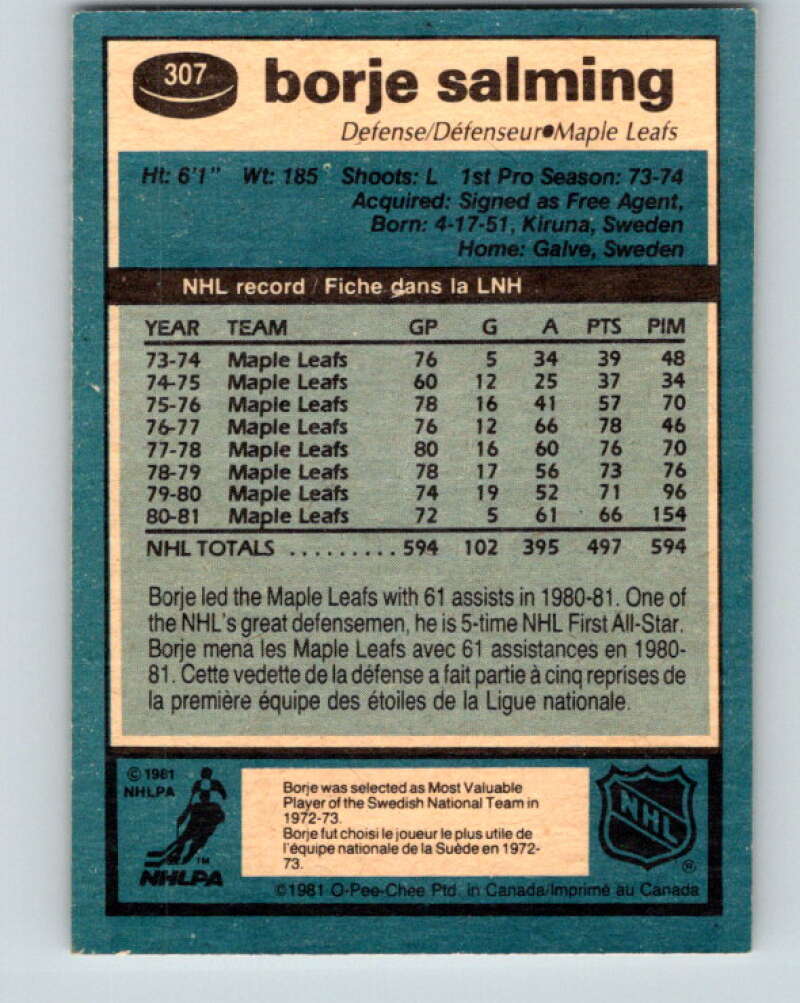 307
borje salming
Defense/Défenseur●Maple Leafs
Ht: 6'1" Wt: 185 Shoots: L 1st Pro Season: 73-74
Acquired: Signed as Free Agent,
Born: 4-17-51, Kiruna, Sweden
Home: Galve, Sweden
NHL record / Fiche dans la LNH
YEAR TEAM GP G A PTS PIM
73-74 Maple Leafs 76 5 34 39 48
74-75 Maple Leafs 60 12 25 37 34
75-76 Maple Leafs 78 16 41 57 70
76-77 Maple Leafs 76 12 66 78 46
77-78 Maple Leafs 80 16 60 76 70
78-79 Maple Leafs 78 17 56 73 76
79-80 Maple Leafs 74 19 52 71 96
80-81 Maple Leafs 72 5 61 66 154
NHL TOTALS ......... 594 102 395 497 594
Borje led the Maple Leafs with 61 assists in 1980-81. One of
the NHL's great defensemen, he is 5-time NHL First All-Star.
Borje mena les Maple Leafs avec 61 assistances en 1980-
81. Cette vedette de la défense a fait partie à cinq reprises de
la première équipe des étoiles de la Ligue nationale.
© 1981
NHLPA
TM
NHLPA
Borje was selected as Most Valuable
Player of the Swedish National Team in
1972-73.
Borje fut choisi le joueur le plus utile de
l'équipe nationale de la Suède en 1972-
73.
NHL
®
©1981 O-Pee-Chee Ptd. in Canada/Imprimé au Canada